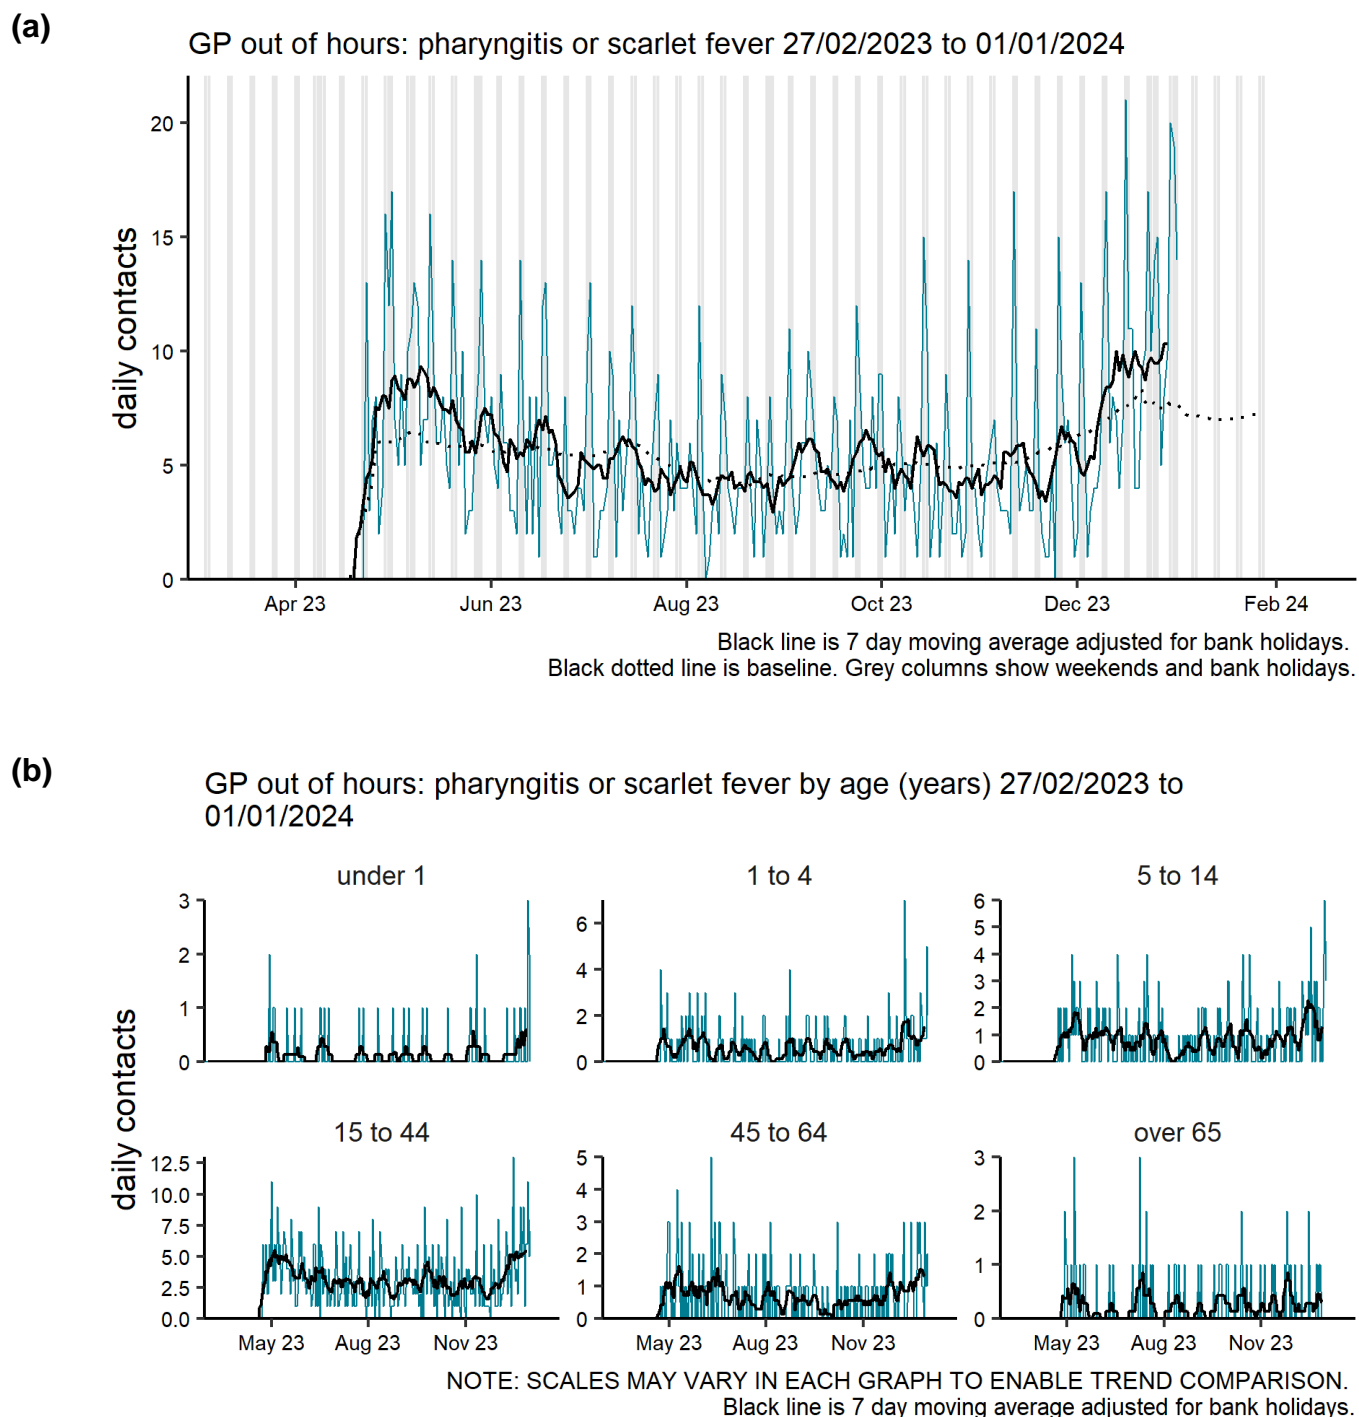 (a)
GP out of hours: pharyngitis or scarlet fever 27/02/2023 to 01/01/2024
daily contacts
20
15
10
5
0
Apr 23 Jun 23 Aug 23 Oct 23 Dec 23 Feb 24
Black line is 7 day moving average adjusted for bank holidays.
Black dotted line is baseline. Grey columns show weekends and bank holidays.
(b)
GP out of hours: pharyngitis or scarlet fever by age (years) 27/02/2023 to
01/01/2024
daily contacts
under 1
3
2
1
0
1 to 4
6
4
2
0
5 to 14
6
5
4
3
2
1
0
15 to 44
12.5
10.0
7.5
5.0
2.5
0.0
May 23 Aug 23 Nov 23
45 to 64
5
4
3
2
1
0
May 23 Aug 23 Nov 23
over 65
3
2
1
0
May 23 Aug 23 Nov 23
NOTE: SCALES MAY VARY IN EACH GRAPH TO ENABLE TREND COMPARISON.
Black line is 7 day moving average adjusted for bank holidays.